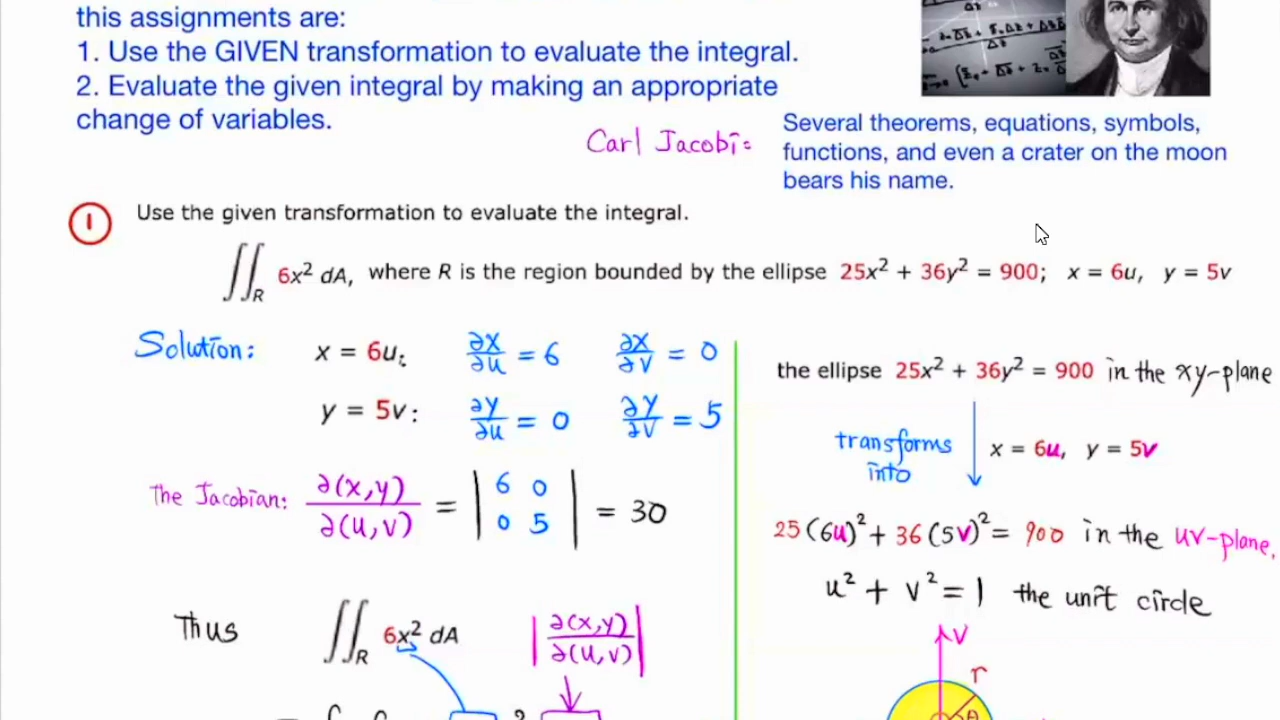 this assignments are:
1. Use the GIVEN transformation to evaluate the integral.
2. Evaluate the given integral by making an appropriate
change of variables.
Carl Jacobi:
Several theorems, equations, symbols,
functions, and even a crater on the moon
bears his name.
1 Use the given transformation to evaluate the integral.
∬_R 6x² dA, where R is the region bounded by the ellipse 25x² + 36y² = 900; x = 6u, y = 5v
Solution: x = 6u: ∂x/∂u = 6 ∂x/∂v = 0
y = 5v: ∂y/∂u = 0 ∂y/∂v = 5
The Jacobian: ∂(x,y)/∂(u,v) = | 6 0 |
| 0 5 | = 30
Thus ∬_R 6x² dA |∂(x,y)/∂(u,v)|
the ellipse 25x² + 36y² = 900 in the xy-plane
transforms
into
x = 6u, y = 5v
25(6u)² + 36(5v)² = 900 in the uv-plane,
u² + v² = 1 the unit circle
v
r
θ